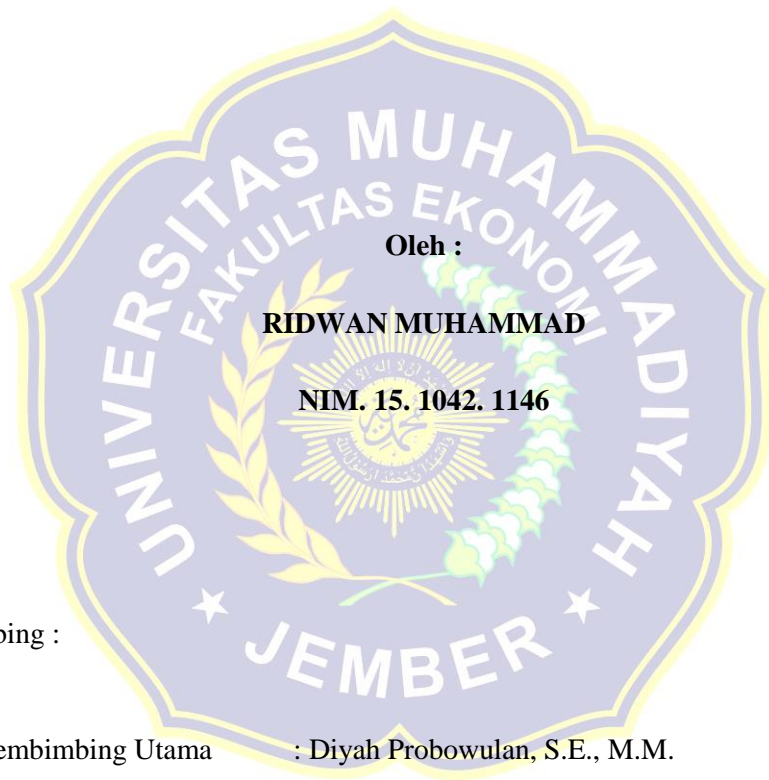 UNIVERSITAS MUHAMMADIYAH
FAKULTAS EKONOMI
Oleh :
RIDWAN MUHAMMAD
NIM. 15. 1042. 1146
JEMBER
bing :
embimbing Utama : Diyah Probowulan, S.E., M.M.